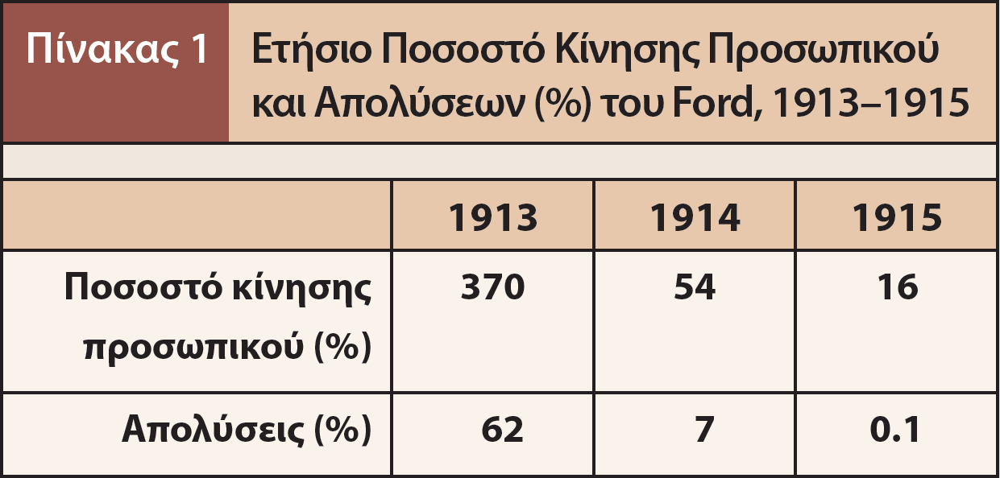 Πίνακας 1
Ετήσιο Ποσοστό Κίνησης Προσωπικού
και Απολύσεων (%) του Ford, 1913–1915
1913 1914 1915
Ποσοστό κίνησης 370 54 16
προσωπικού (%)
Απολύσεις (%) 62 7 0.1